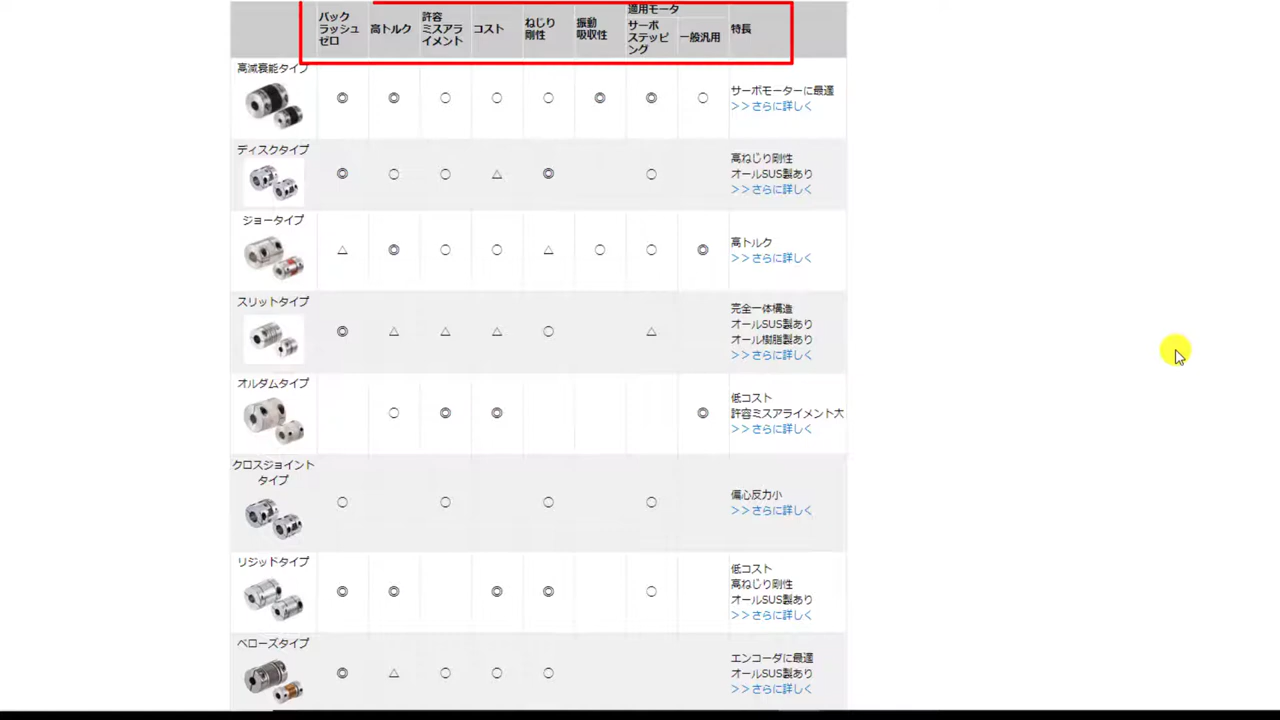 バック
ラッシュ
ゼロ
高トルク
許容
ミスアラ
イメント
コスト
ねじり
剛性
振動
吸収性
適用モータ
サーボ
ステッピ
ング
一般汎用
特長
高減衰能タイプ
◎ ◎ ○ ○ ○ ◎ ◎ ○
サーボモーターに最適
>>さらに詳しく
ディスクタイプ
◎ ○ ○ △ ◎ ○
高ねじり剛性
オールSUS製あり
>>さらに詳しく
ジョータイプ
△ ◎ ○ ○ △ ○ ○ ◎
高トルク
>>さらに詳しく
スリットタイプ
◎ △ △ △ ○ △
完全一体構造
オールSUS製あり
オール樹脂製あり
>>さらに詳しく
オルダムタイプ
○ ◎ ◎ ◎
低コスト
許容ミスアライメント大
>>さらに詳しく
クロスジョイント
タイプ
○ ○ ○ ○
偏心反力小
>>さらに詳しく
リジッドタイプ
◎ ◎ ◎ ◎ ○
低コスト
高ねじり剛性
オールSUS製あり
>>さらに詳しく
ベローズタイプ
◎ △ ○ ○ ○
エンコーダに最適
オールSUS製あり
>>さらに詳しく